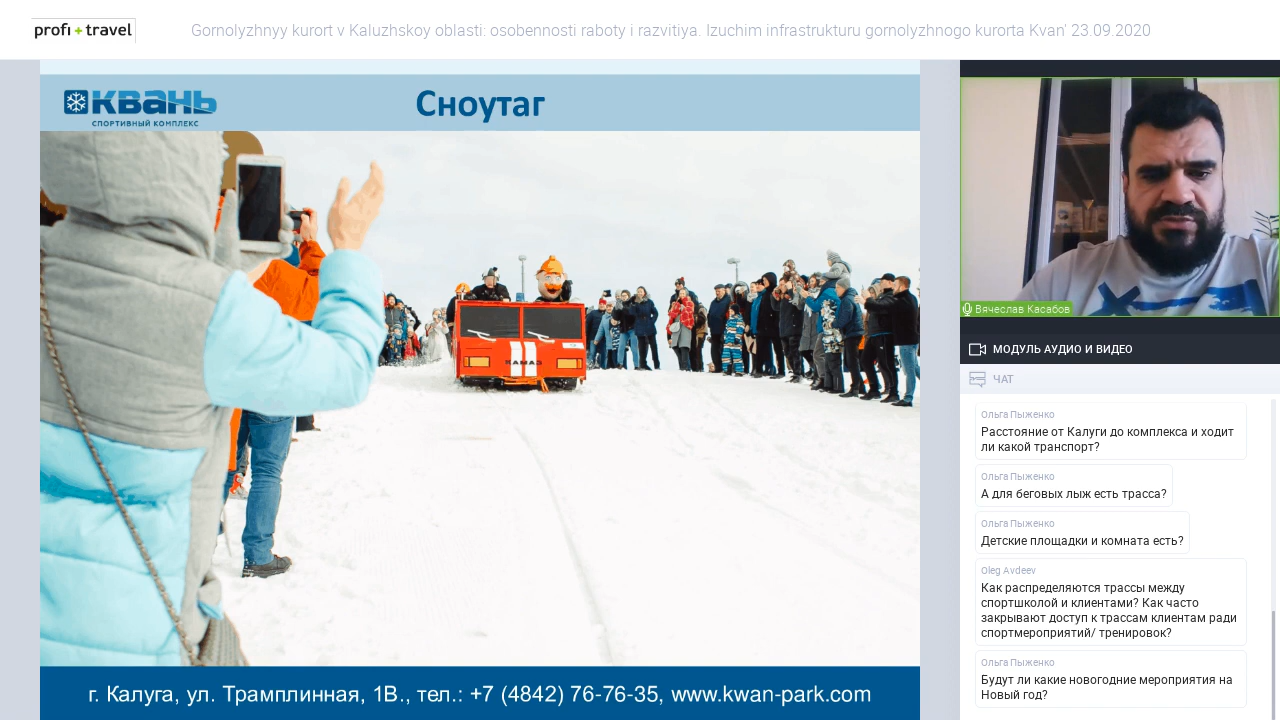 profi + travel
Gornolyzhnyy kurort v Kaluzhskoy oblasti: osobennosti raboty i razvitiya. Izuchim infrastrukturu gornolyzhnogo kurorta Kvan' 23.09.2020
КВАНЬ
СПОРТИВНЫЙ КОМПЛЕКС
Сноутаг
КАМАЗ
г. Калуга, ул. Трамплинная, 1В., тел.: +7 (4842) 76-76-35, www.kwan-park.com
Вячеслав Касабов
МОДУЛЬ АУДИО И ВИДЕО
ЧАТ
Ольга Пыженко
Расстояние от Калуги до комплекса и ходит
ли какой транспорт?
Ольга Пыженко
А для беговых лыж есть трасса?
Ольга Пыженко
Детские площадки и комната есть?
Oleg Avdeev
Как распределяются трассы между
спортшколой и клиентами? Как часто
закрывают доступ к трассам клиентам ради
спортмероприятий/ тренировок?
Ольга Пыженко
Будут ли какие новогодние мероприятия на
Новый год?